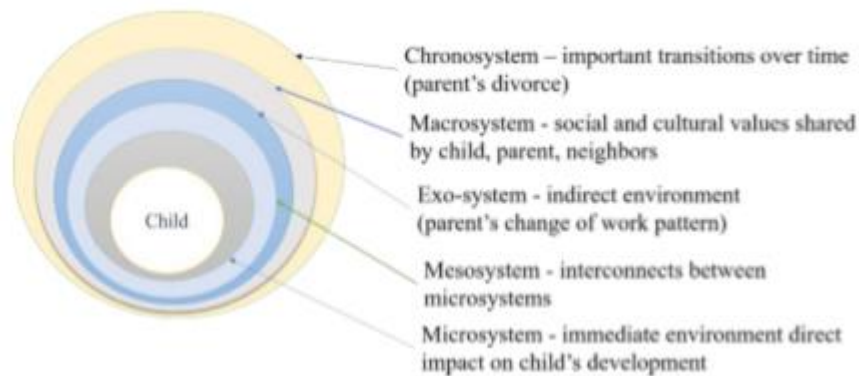 Chronosystem – important transitions over time
(parent's divorce)
Macrosystem - social and cultural values shared
by child, parent, neighbors
Exo-system - indirect environment
(parent's change of work pattern)
Child
Mesosystem - interconnects between
microsystems
Microsystem - immediate environment direct
impact on child's development